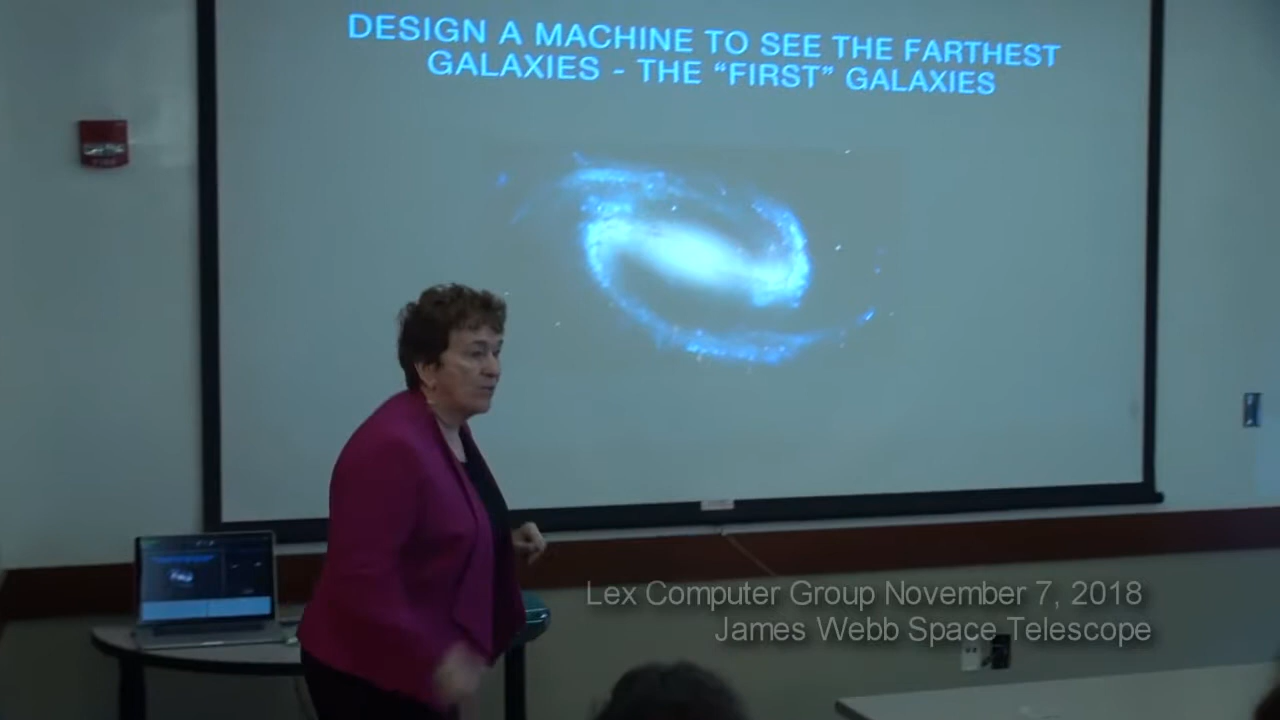 DESIGN A MACHINE TO SEE THE FARTHEST
GALAXIES - THE “FIRST” GALAXIES
Lex Computer Group November 7, 2018
James Webb Space Telescope